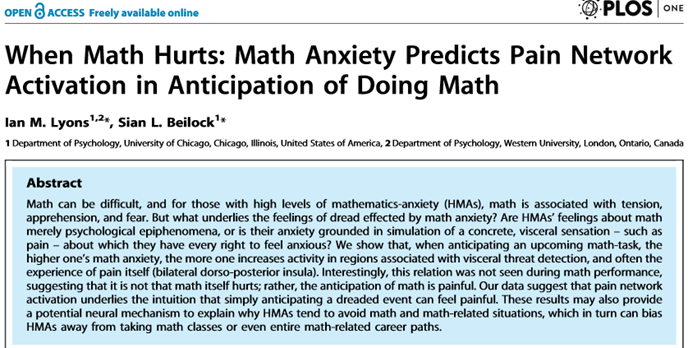 OPEN ACCESS Freely available online
PLOS | ONE
When Math Hurts: Math Anxiety Predicts Pain Network
Activation in Anticipation of Doing Math
Ian M. Lyons1,2*, Sian L. Beilock1*
1 Department of Psychology, University of Chicago, Chicago, Illinois, United States of America, 2 Department of Psychology, Western University, London, Ontario, Canada
Abstract
Math can be difficult, and for those with high levels of mathematics-anxiety (HMAs), math is associated with tension,
apprehension, and fear. But what underlies the feelings of dread effected by math anxiety? Are HMAs' feelings about math
merely psychological epiphenomena, or is their anxiety grounded in simulation of a concrete, visceral sensation – such as
pain – about which they have every right to feel anxious? We show that, when anticipating an upcoming math-task, the
higher one's math anxiety, the more one increases activity in regions associated with visceral threat detection, and often the
experience of pain itself (bilateral dorso-posterior insula). Interestingly, this relation was not seen during math performance,
suggesting that it is not that math itself hurts; rather, the anticipation of math is painful. Our data suggest that pain network
activation underlies the intuition that simply anticipating a dreaded event can feel painful. These results may also provide
a potential neural mechanism to explain why HMAs tend to avoid math and math-related situations, which in turn can bias
HMAs away from taking math classes or even entire math-related career paths.